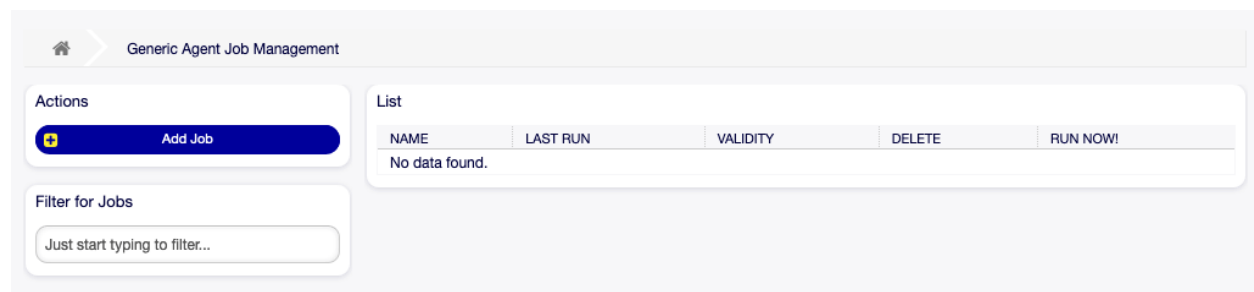 Generic Agent Job Management
Actions
Add Job
Filter for Jobs
Just start typing to filter...
List
NAME LAST RUN VALIDITY DELETE RUN NOW!
No data found.